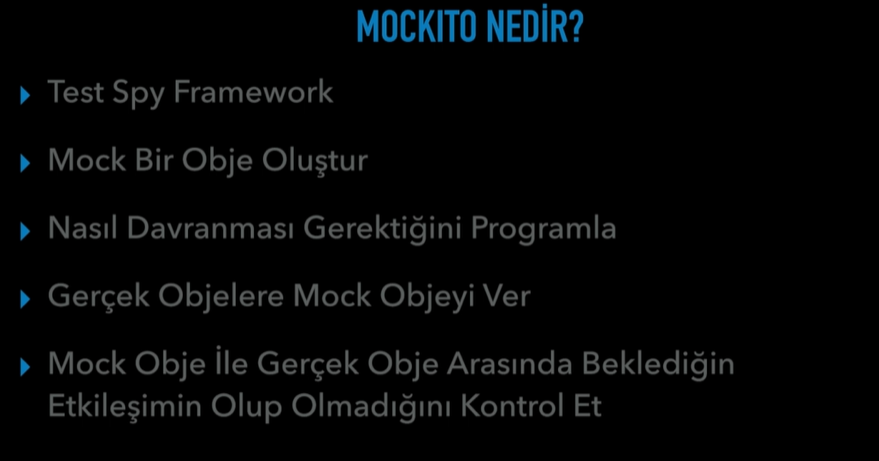 MOCKITO NEDİR?
Test Spy Framework
Mock Bir Obje Oluştur
Nasıl Davranması Gerektiğini Programla
Gerçek Objelere Mock Objeyi Ver
Mock Obje İle Gerçek Obje Arasında Beklediğin
Etkileşimin Olup Olmadığını Kontrol Et